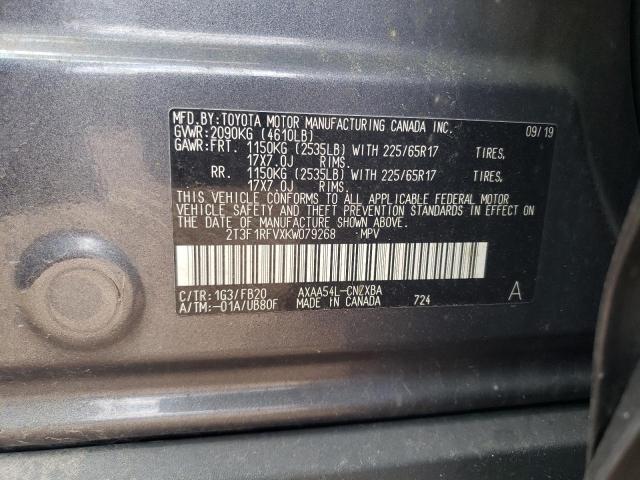 MFD.BY:TOYOTA MOTOR MANUFACTURING CANADA INC. 09/19
GVWR:2090KG (4610LB)
GAWR:FRT. 1150KG (2535LB) WITH 225/65R17 TIRES,
17X7.0J RIMS.
RR. 1150KG (2535LB) WITH 225/65R17 TIRES,
17X7.0J RIMS.
THIS VEHICLE CONFORMS TO ALL APPLICABLE FEDERAL MOTOR
VEHICLE SAFETY AND THEFT PREVENTION STANDARDS IN EFFECT ON
THE DATE OF MANUFACTURE SHOWN ABOVE.
2T3F1RFVXKW079268 MPV
C/TR: 1G3/FB20 AXAA54L-CNZXBA
A/TM:-01A/UB80F MADE IN CANADA 724 A